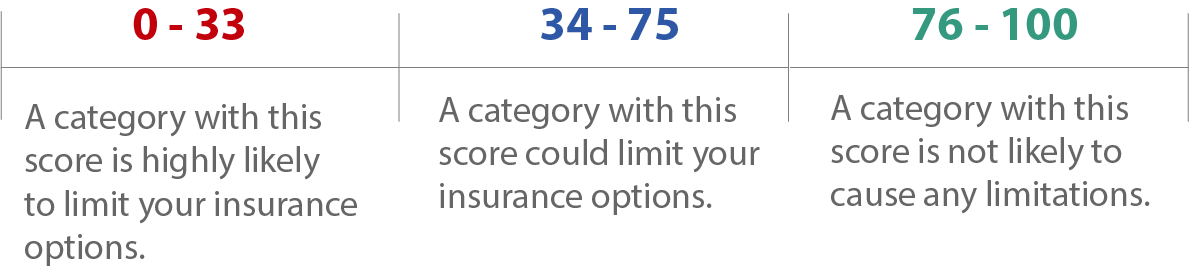 0 - 33
A category with this
score is highly likely
to limit your insurance
options.
34 - 75
A category with this
score could limit your
insurance options.
76 - 100
A category with this
score is not likely to
cause any limitations.